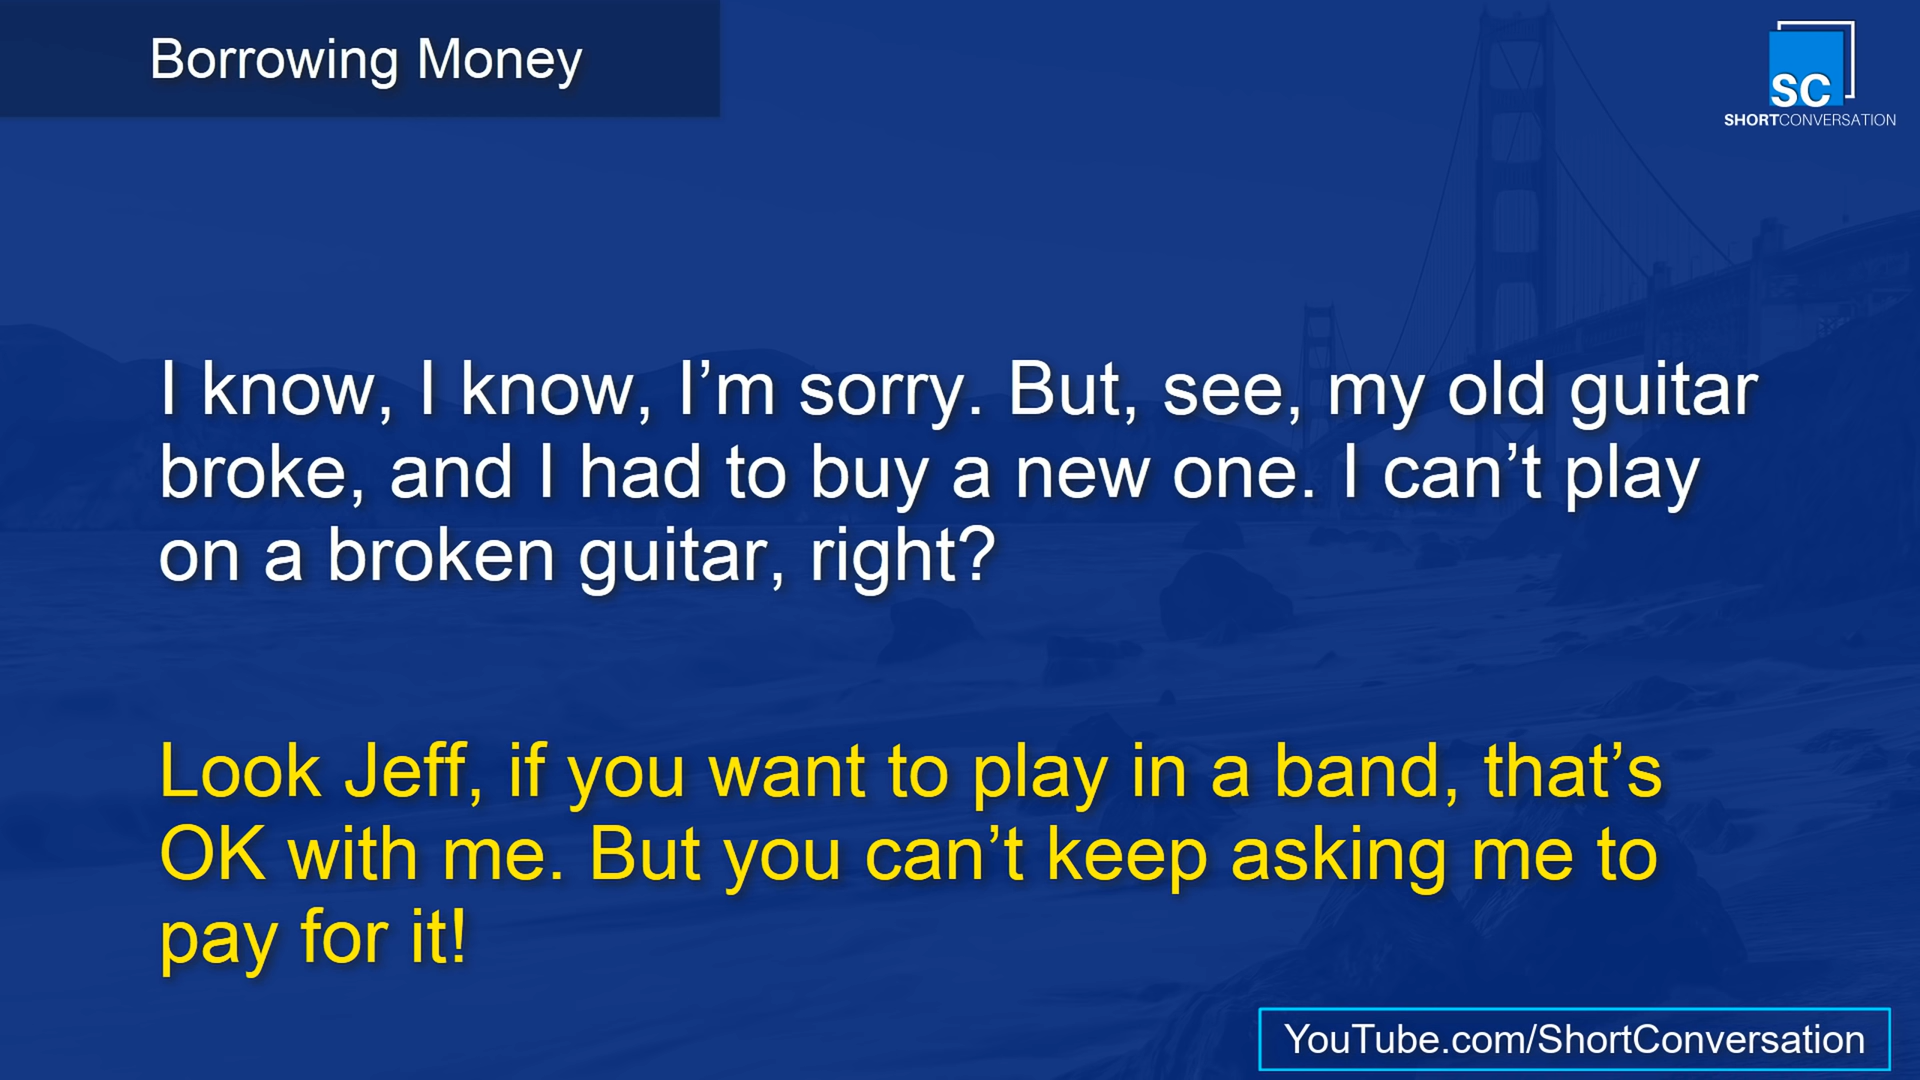 Borrowing Money
SC
SHORTCONVERSATION
I know, I know, I’m sorry. But, see, my old guitar
broke, and I had to buy a new one. I can’t play
on a broken guitar, right?
Look Jeff, if you want to play in a band, that’s
OK with me. But you can’t keep asking me to
pay for it!
YouTube.com/ShortConversation